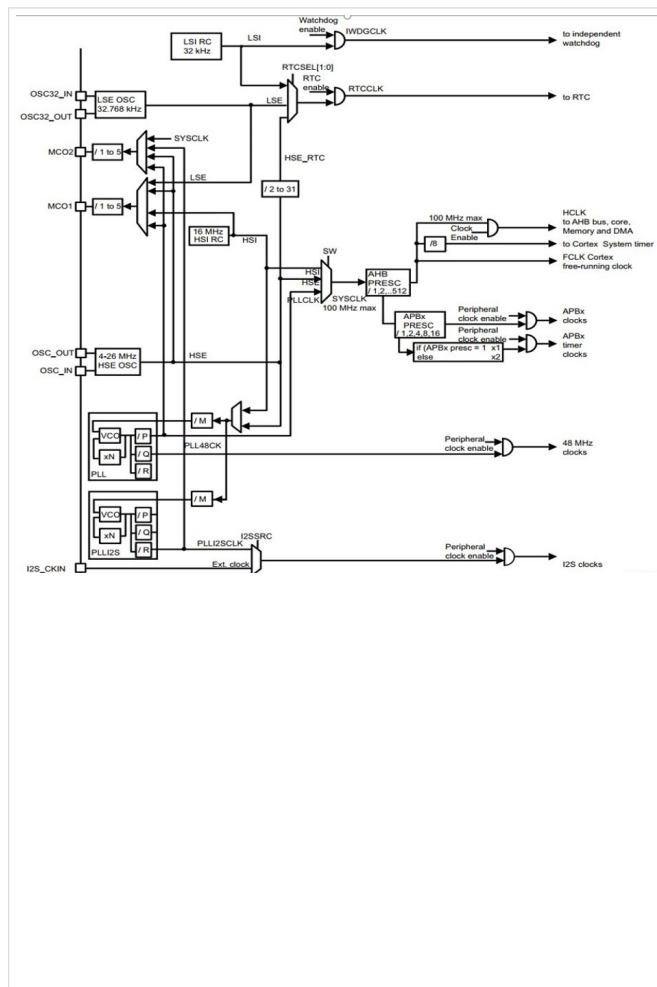 Watchdog
enable
IWDGCLK
to independent
watchdog
LSI RC
32 kHz
LSI
RTCSEL[1:0]
RTC
enable
RTCCLK
to RTC
OSC32_IN
OSC32_OUT
LSE OSC
32.768 kHz
LSE
SYSCLK
MCO2
/ 1 to 5
HSE_RTC
LSE
/ 2 to 31
MCO1
/ 1 to 5
16 MHz
HSI RC
HSI
100 MHz max
Clock
Enable
HCLK
to AHB bus, core,
Memory and DMA
/8
to Cortex System timer
FCLK Cortex
free-running clock
SW
HSI
HSE
PLLCLK
SYSCLK
100 MHz max
AHB
PRESC
/ 1,2,..512
APBx
PRESC
/ 1,2,4,8,16
Peripheral
clock enable
APBx
clocks
Peripheral
clock enable
if (APBx presc = 1 x1
else x2
APBx
timer
clocks
OSC_OUT
OSC_IN
4-26 MHz
HSE OSC
HSE
/ M
VCO
xN
/ P
/ Q
/ R
PLL
PLL48CK
Peripheral
clock enable
48 MHz
clocks
/ M
VCO
xN
/ P
/ Q
/ R
PLLI2S
PLLI2SCLK
I2SSRC
Ext. clock
I2S_CKIN
Peripheral
clock enable
I2S clocks